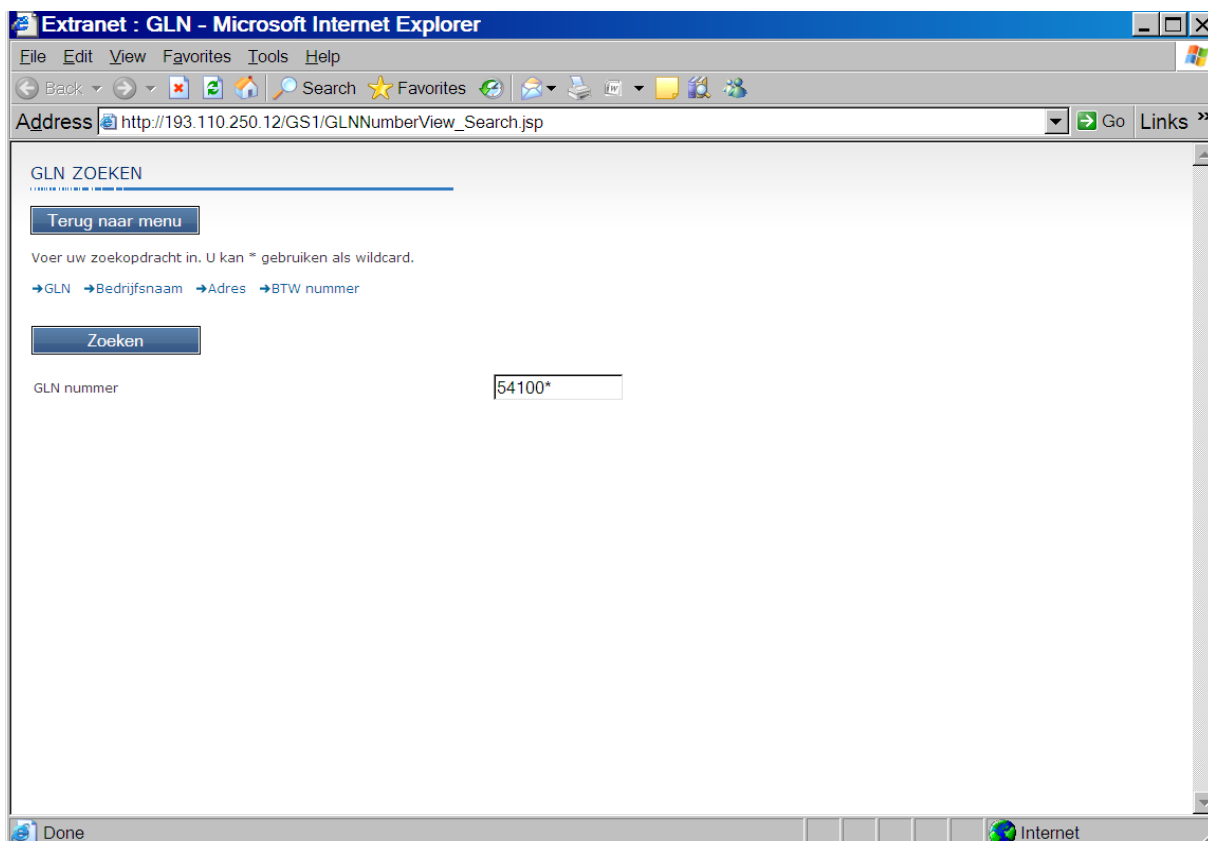 Extranet : GLN - Microsoft Internet Explorer
File Edit View Favorites Tools Help
Back Search Favorites
Address http://193.110.250.12/GS1/GLNNumberView_Search.jsp Go Links »
GLN ZOEKEN
Terug naar menu
Voer uw zoekopdracht in. U kan * gebruiken als wildcard.
➔GLN ➔Bedrijfsnaam ➔Adres ➔BTW nummer
Zoeken
GLN nummer 54100*
Done Internet